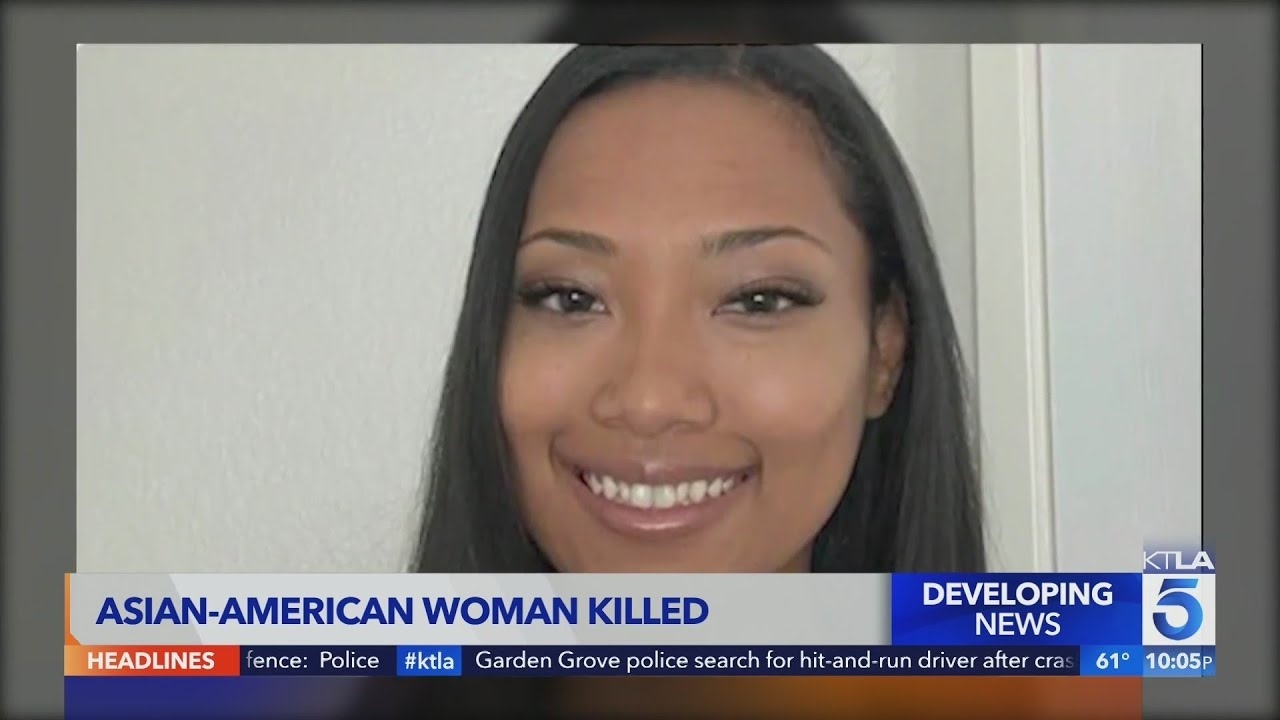 ASIAN-AMERICAN WOMAN KILLED
DEVELOPING
NEWS
KTLA
5
HEADLINES
fence: Police
#ktla
Garden Grove police search for hit-and-run driver after cras
61°
10:05P